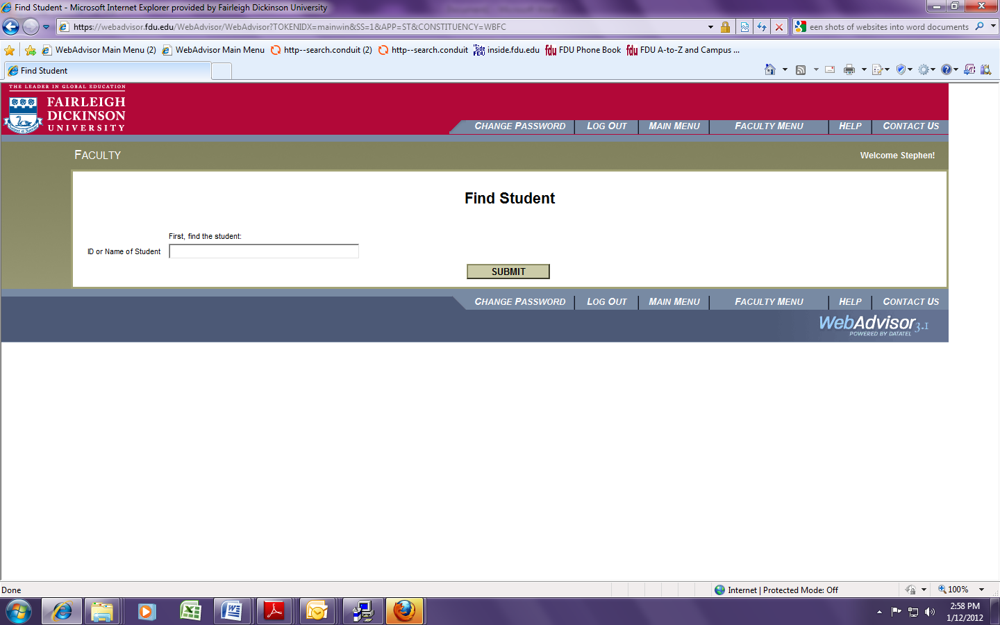 Find Student - Microsoft Internet Explorer provided by Fairleigh Dickinson University
https://webadvisor.fdu.edu/WebAdvisor/WebAdvisor?TOKENIDX=mainwin&SS=1&APP=ST&CONSTITUENCY=WBFC
een shots of websites into word documents
WebAdvisor Main Menu (2) WebAdvisor Main Menu http--search.conduit (2) http--search.conduit inside.fdu.edu fdu FDU Phone Book fdu FDU A-to-Z and Campus ...
Find Student
THE LEADER IN GLOBAL EDUCATION
FAIRLEIGH
DICKINSON
UNIVERSITY
CHANGE PASSWORD LOG OUT MAIN MENU FACULTY MENU HELP CONTACT US
FACULTY Welcome Stephen!
Find Student
First, find the student:
ID or Name of Student
SUBMIT
CHANGE PASSWORD LOG OUT MAIN MENU FACULTY MENU HELP CONTACT US
WebAdvisor 3.1
POWERED BY DATATEL
Done Internet | Protected Mode: Off 100%
2:58 PM
1/12/2012